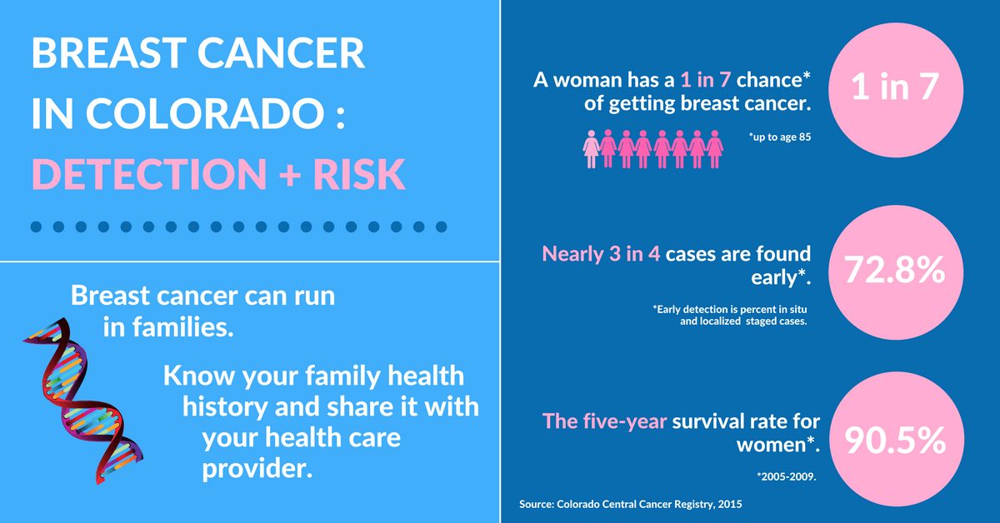 BREAST CANCER
IN COLORADO :
DETECTION + RISK
Breast cancer can run
in families.
Know your family health
history and share it with
your health care
provider.
A woman has a 1 in 7 chance*
of getting breast cancer.
*up to age 85
1 in 7
Nearly 3 in 4 cases are found
early*.
*Early detection is percent in situ
and localized staged cases.
72.8%
The five-year survival rate for
women*.
*2005-2009.
90.5%
Source: Colorado Central Cancer Registry, 2015